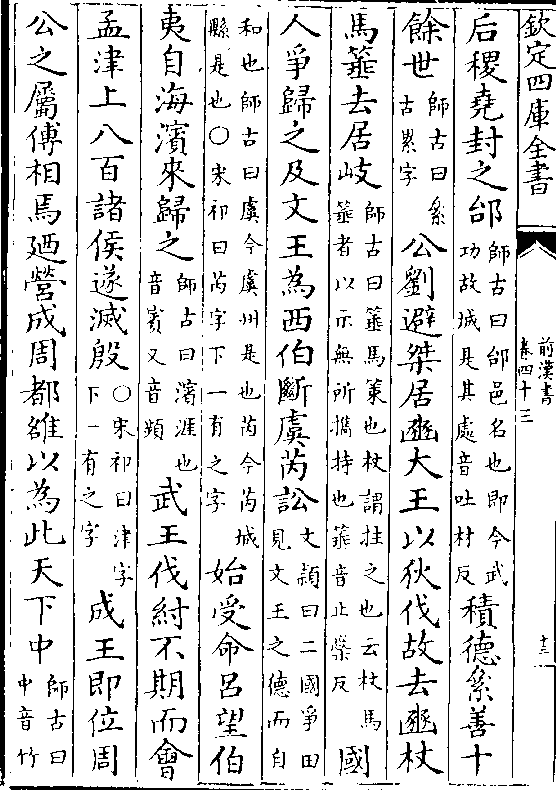 欽定四庫全書
前漢書
卷四十三
十三
后稷堯封之邰師古曰邰邑名也即今武功故城是其處音吐材反積德絫善十
餘世師古曰絫古累字公劉避桀居豳大王以狄伐故去豳杖
馬箠去居岐師古曰箠馬策也杖謂拄之也云杖馬箠者以示無所攜持也箠音止橤反國
人爭歸之及文王為西伯斷虞芮訟文頴曰二國爭田見文王之德而自
和也師古曰虞今虞州是也芮今芮城縣是也○宋祁曰芮字下一有之字始受命呂望伯
夷自海濱來歸之師古曰濱涯也音賓又音頻武王伐紂不期而會
孟津上八百諸侯遂滅殷○宋祁曰津字下一有之字成王即位周
公之屬傅相焉廼營成周都雒以為此天下中師古曰中音竹